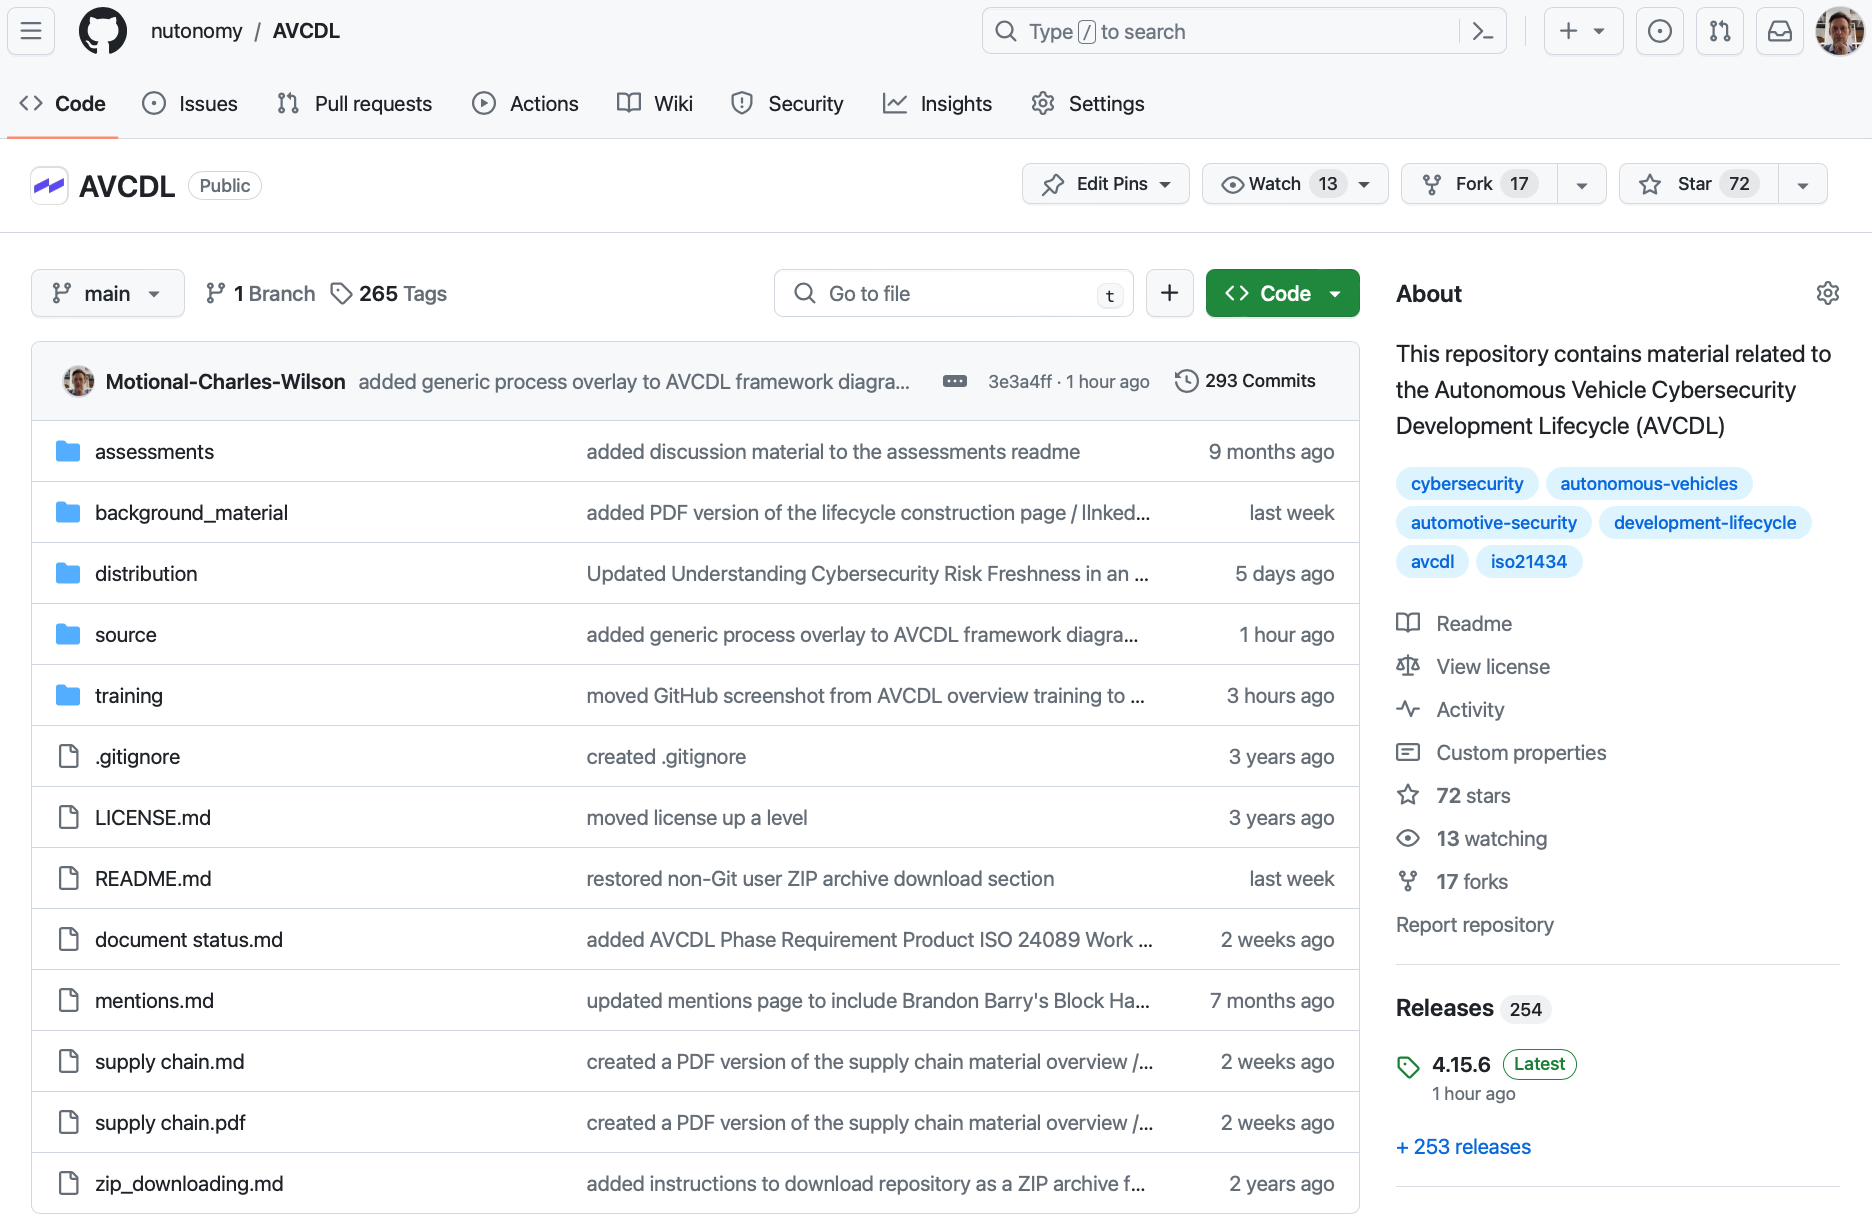 nutonomy / AVCDL
Type / to search
Code Issues Pull requests Actions Wiki Security Insights Settings
AVCDL Public
Edit Pins Watch 13 Fork 17 Star 72
main 1 Branch 265 Tags Go to file t + Code
Motional-Charles-Wilson added generic process overlay to AVCDL framework diagra... 3e3a4ff · 1 hour ago 293 Commits
assessments added discussion material to the assessments readme 9 months ago
background_material added PDF version of the lifecycle construction page / lInked... last week
distribution Updated Understanding Cybersecurity Risk Freshness in an ... 5 days ago
source added generic process overlay to AVCDL framework diagra... 1 hour ago
training moved GitHub screenshot from AVCDL overview training to ... 3 hours ago
.gitignore created .gitignore 3 years ago
LICENSE.md moved license up a level 3 years ago
README.md restored non-Git user ZIP archive download section last week
document status.md added AVCDL Phase Requirement Product ISO 24089 Work ... 2 weeks ago
mentions.md updated mentions page to include Brandon Barry's Block Ha... 7 months ago
supply chain.md created a PDF version of the supply chain material overview /... 2 weeks ago
supply chain.pdf created a PDF version of the supply chain material overview /... 2 weeks ago
zip_downloading.md added instructions to download repository as a ZIP archive f... 2 years ago
About
This repository contains material related to
the Autonomous Vehicle Cybersecurity
Development Lifecycle (AVCDL)
cybersecurity autonomous-vehicles
automotive-security development-lifecycle
avcdl iso21434
Readme
View license
Activity
Custom properties
72 stars
13 watching
17 forks
Report repository
Releases 254
4.15.6 Latest
1 hour ago
+ 253 releases